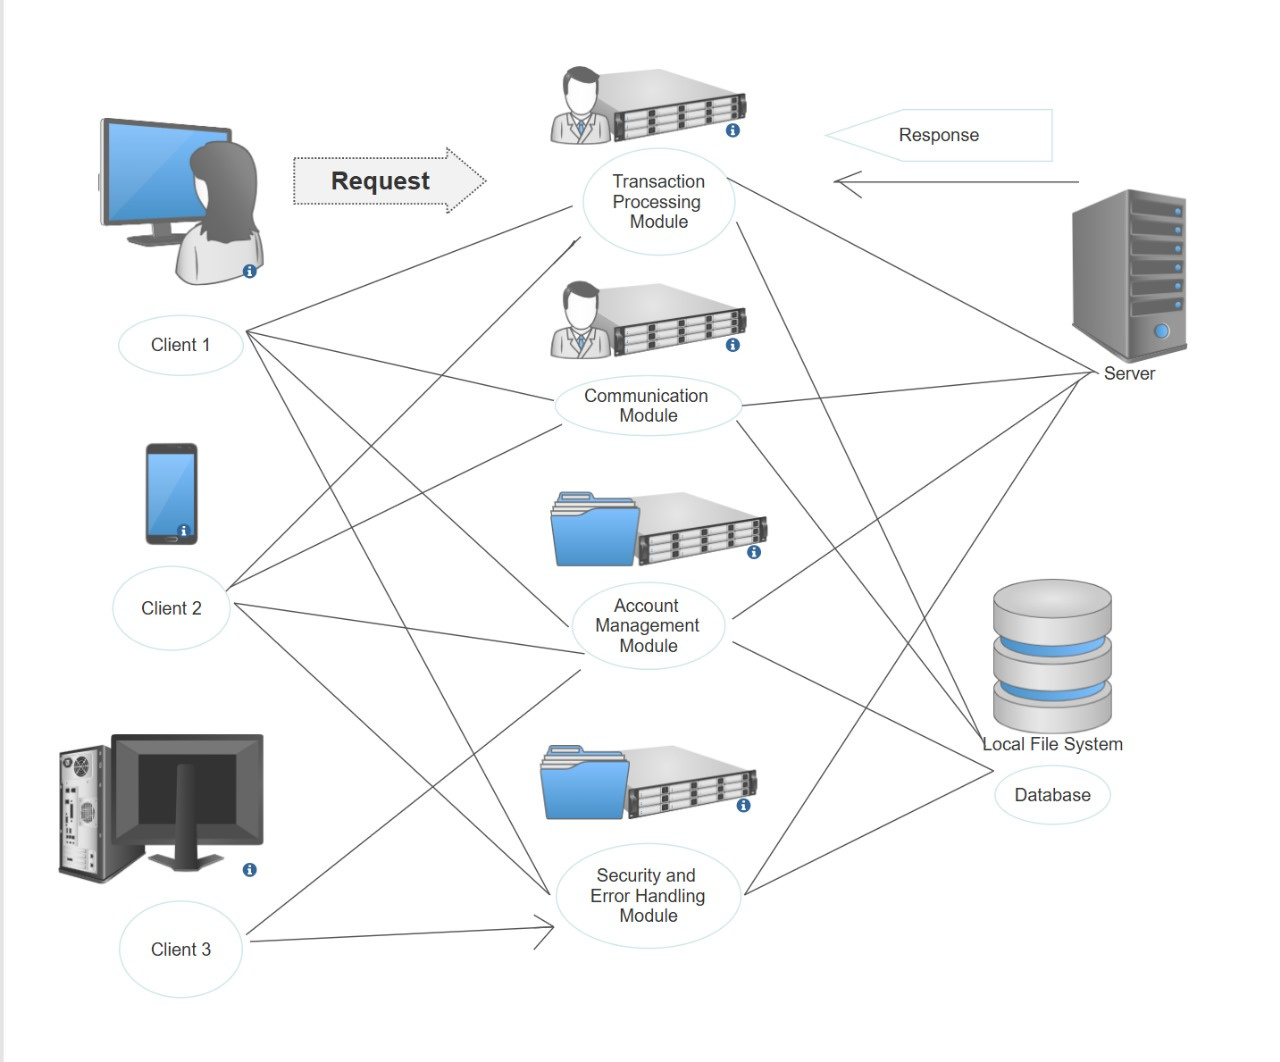 Request
Response
Transaction
Processing
Module
Client 1
Communication
Module
Server
Client 2
Account
Management
Module
Local File System
Database
Security and
Error Handling
Module
Client 3